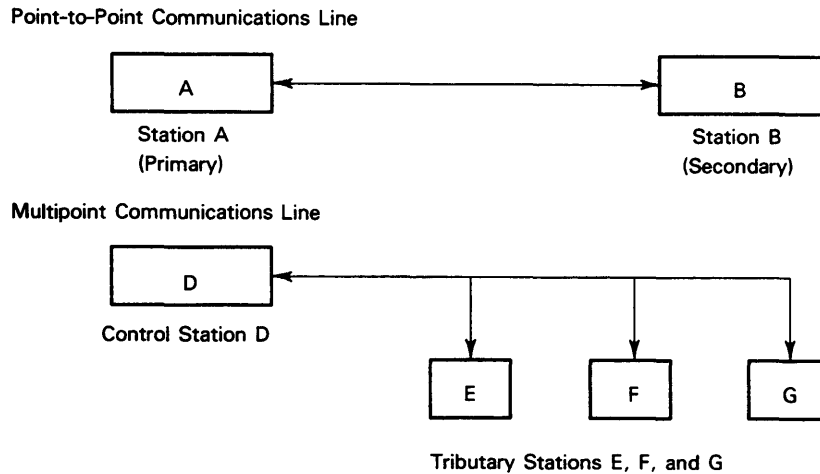 Point-to-Point Communications Line
A
B
Station A
(Primary)
Station B
(Secondary)
Multipoint Communications Line
D
Control Station D
E
F
G
Tributary Stations E, F, and G